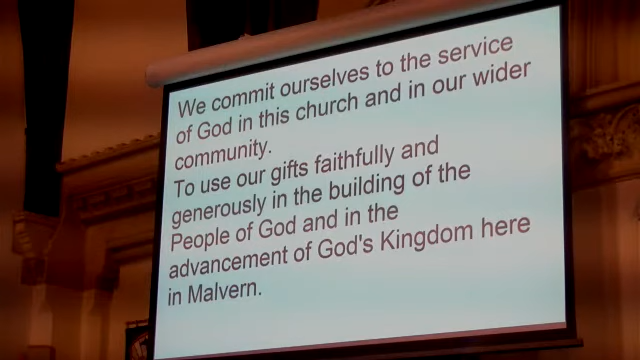 We commit ourselves to the service
of God in this church and in our wider
community.
To use our gifts faithfully and
generously in the building of the
People of God and in the
advancement of God's Kingdom here
in Malvern.